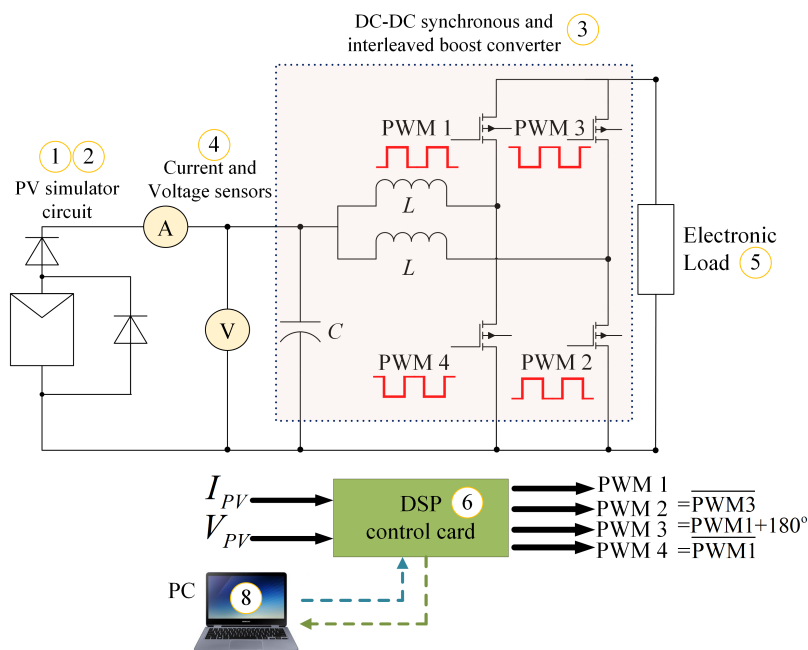 DC-DC synchronous and
interleaved boost converter 3
PWM 1
PWM 3
1 2
PV simulator
circuit
4
Current and
Voltage sensors
A
L
L
V
C
Electronic
Load 5
PWM 4
PWM 2
I_PV
V_PV
DSP 6
control card
PWM 1
PWM 2 =P̅W̅M̅3̅
PWM 3 =PWM1+180°
PWM 4 =P̅W̅M̅1̅
PC
8